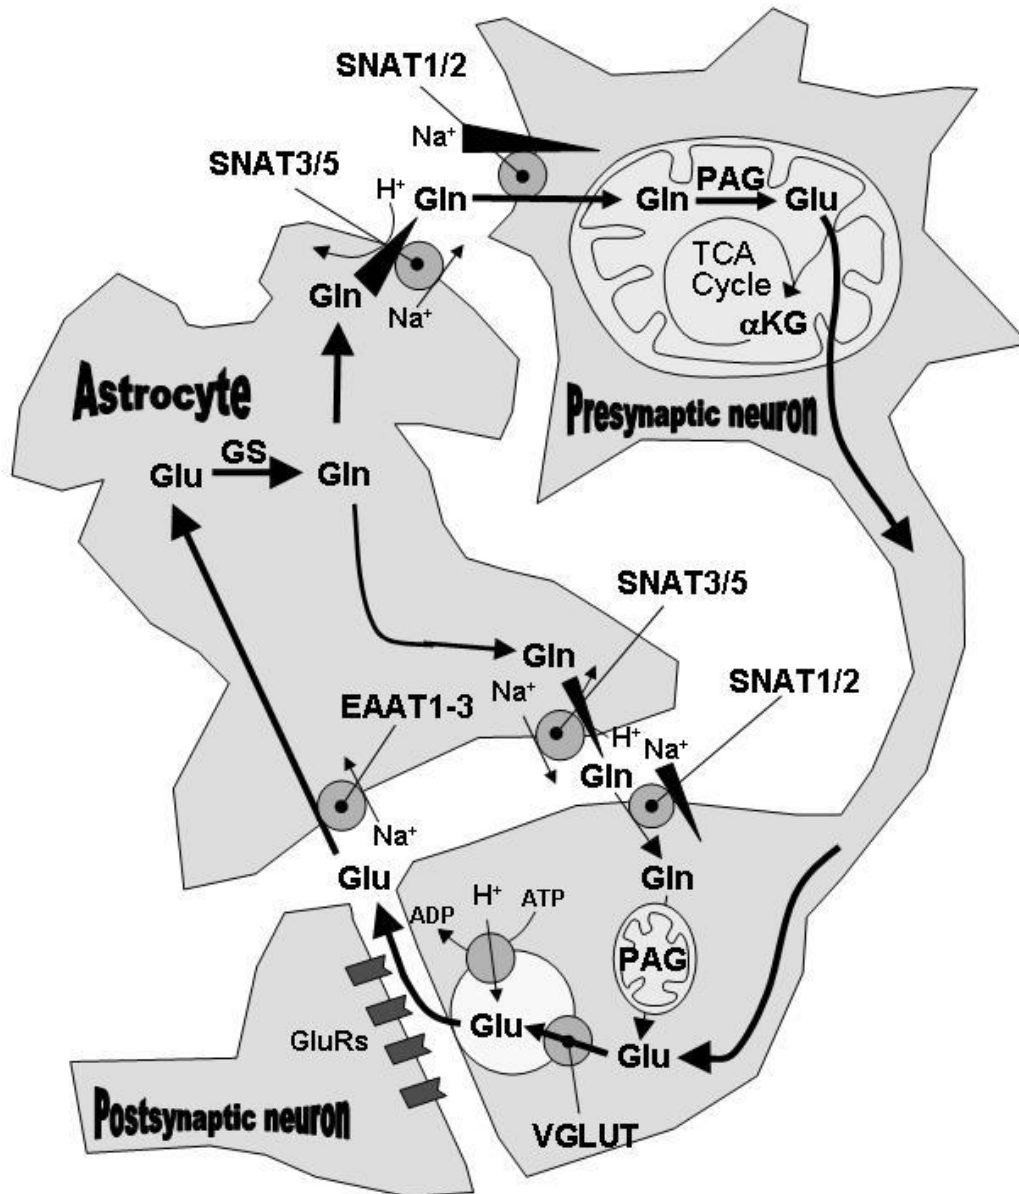 SNAT1/2
Na⁺
SNAT3/5
H⁺
Gln
Gln
PAG
Glu
TCA
Cycle
αKG
Gln
Na⁺
Astrocyte
Presynaptic neuron
Glu
GS
Gln
SNAT3/5
Gln
SNAT1/2
Na⁺
EAAT1-3
H⁺
Na⁺
Gln
Na⁺
Glu
Gln
H⁺
ATP
ADP
PAG
Glu
Glu
GluRs
Postsynaptic neuron
VGLUT